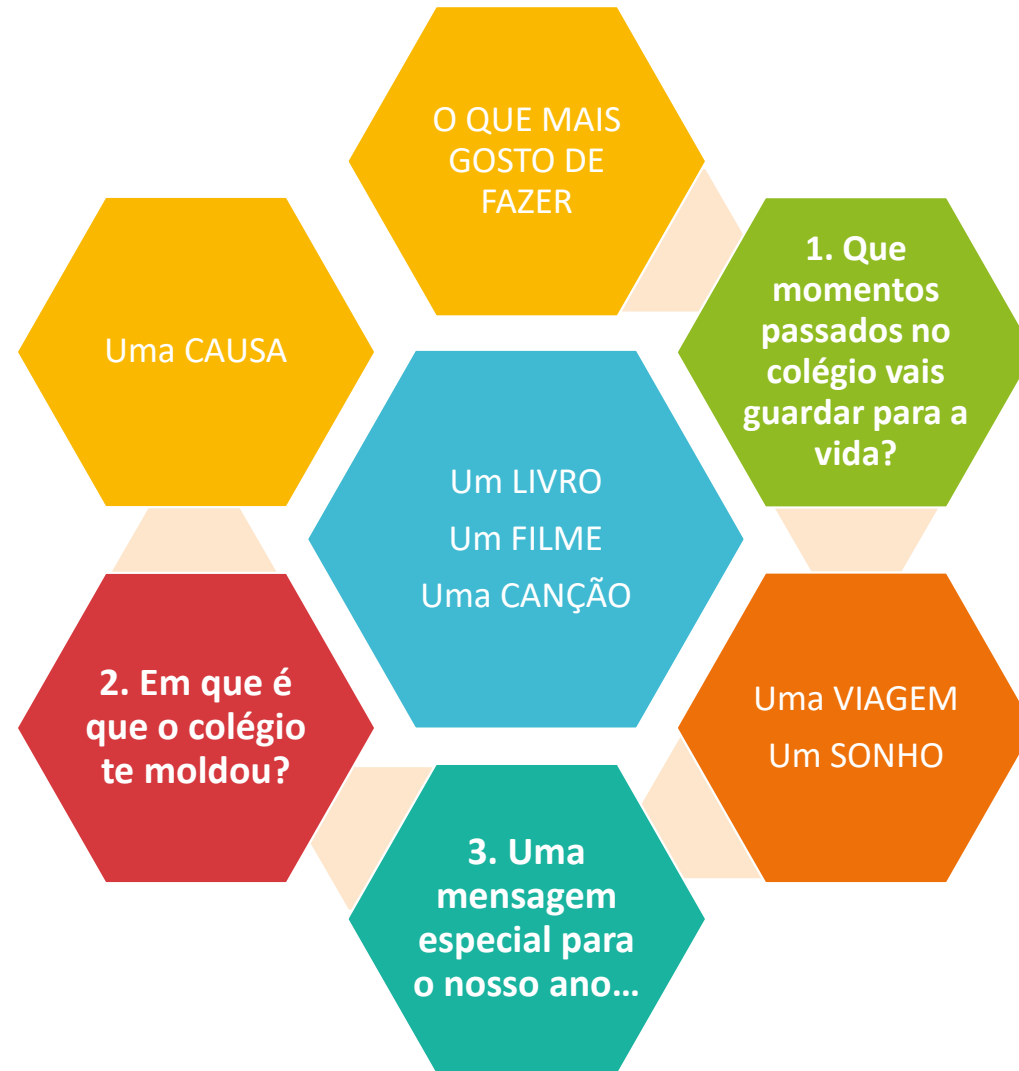 O QUE MAIS
GOSTO DE
FAZER
1. Que
momentos
passados no
colégio vais
guardar para a
vida?
Uma CAUSA
Um LIVRO
Um FILME
Uma CANÇÃO
Uma VIAGEM
Um SONHO
2. Em que é
que o colégio
te moldou?
3. Uma
mensagem
especial para
o nosso ano...